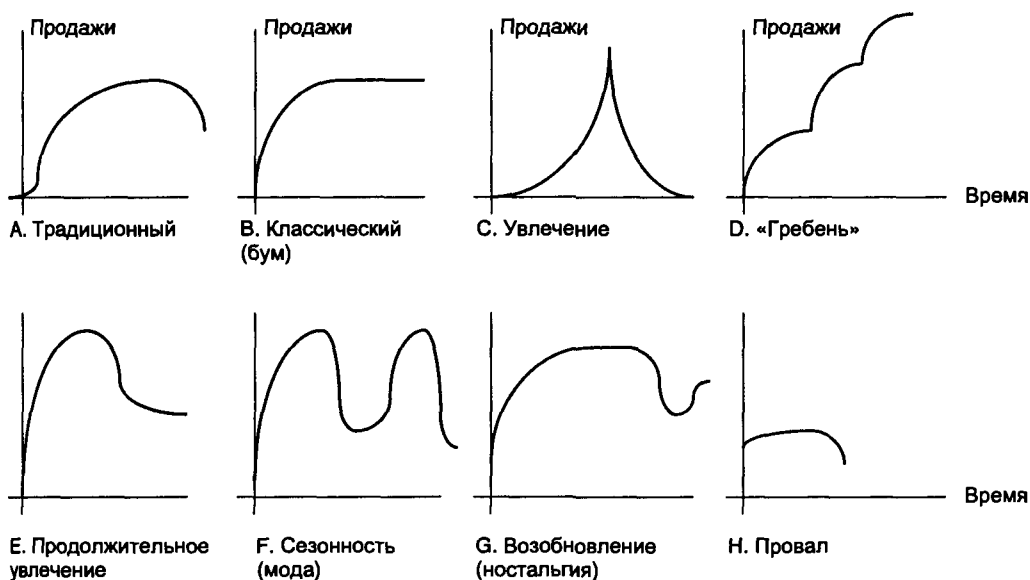 Продажи
Продажи
Продажи
Продажи
Время
A. Традиционный
B. Классический
(бум)
C. Увлечение
D. «Гребень»
Время
E. Продолжительное
увлечение
F. Сезонность
(мода)
G. Возобновление
(ностальгия)
H. Провал